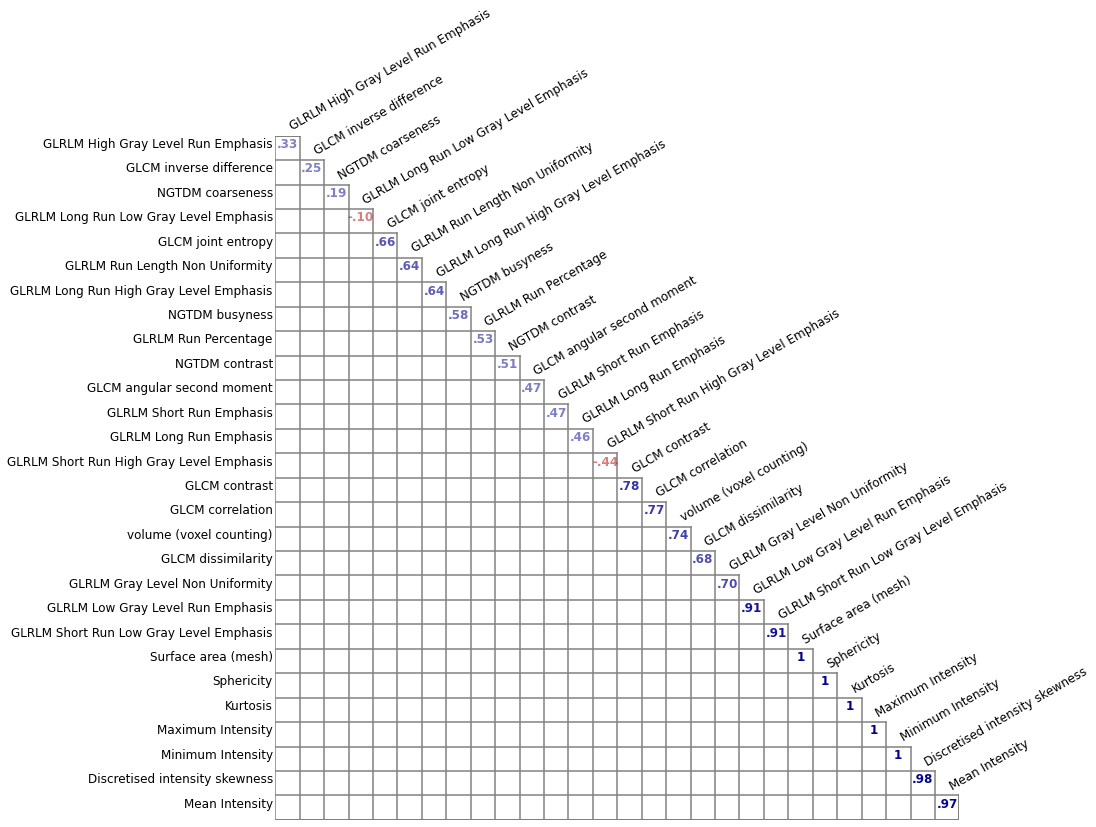 GLRLM High Gray Level Run Emphasis
GLCM inverse difference
NGTDM coarseness
GLRLM Long Run Low Gray Level Emphasis
GLCM joint entropy
GLRLM Run Length Non Uniformity
GLRLM Long Run High Gray Level Emphasis
NGTDM busyness
GLRLM Run Percentage
NGTDM contrast
GLCM angular second moment
GLRLM Short Run Emphasis
GLRLM Long Run Emphasis
GLRLM Short Run High Gray Level Emphasis
GLCM contrast
GLCM correlation
volume (voxel counting)
GLCM dissimilarity
GLRLM Gray Level Non Uniformity
GLRLM Low Gray Level Run Emphasis
GLRLM Short Run Low Gray Level Emphasis
Surface area (mesh)
Sphericity
Kurtosis
Maximum Intensity
Minimum Intensity
Discretised intensity skewness
Mean Intensity
GLRLM High Gray Level Run Emphasis .33
GLCM inverse difference .25
NGTDM coarseness .19
GLRLM Long Run Low Gray Level Emphasis -.10
GLCM joint entropy .66
GLRLM Run Length Non Uniformity .64
GLRLM Long Run High Gray Level Emphasis .64
NGTDM busyness .58
GLRLM Run Percentage .53
NGTDM contrast .51
GLCM angular second moment .47
GLRLM Short Run Emphasis .47
GLRLM Long Run Emphasis .46
GLRLM Short Run High Gray Level Emphasis -.44
GLCM contrast .78
GLCM correlation .77
volume (voxel counting) .74
GLCM dissimilarity .68
GLRLM Gray Level Non Uniformity .70
GLRLM Low Gray Level Run Emphasis .91
GLRLM Short Run Low Gray Level Emphasis .91
Surface area (mesh) 1
Sphericity 1
Kurtosis 1
Maximum Intensity 1
Minimum Intensity 1
Discretised intensity skewness .98
Mean Intensity .97